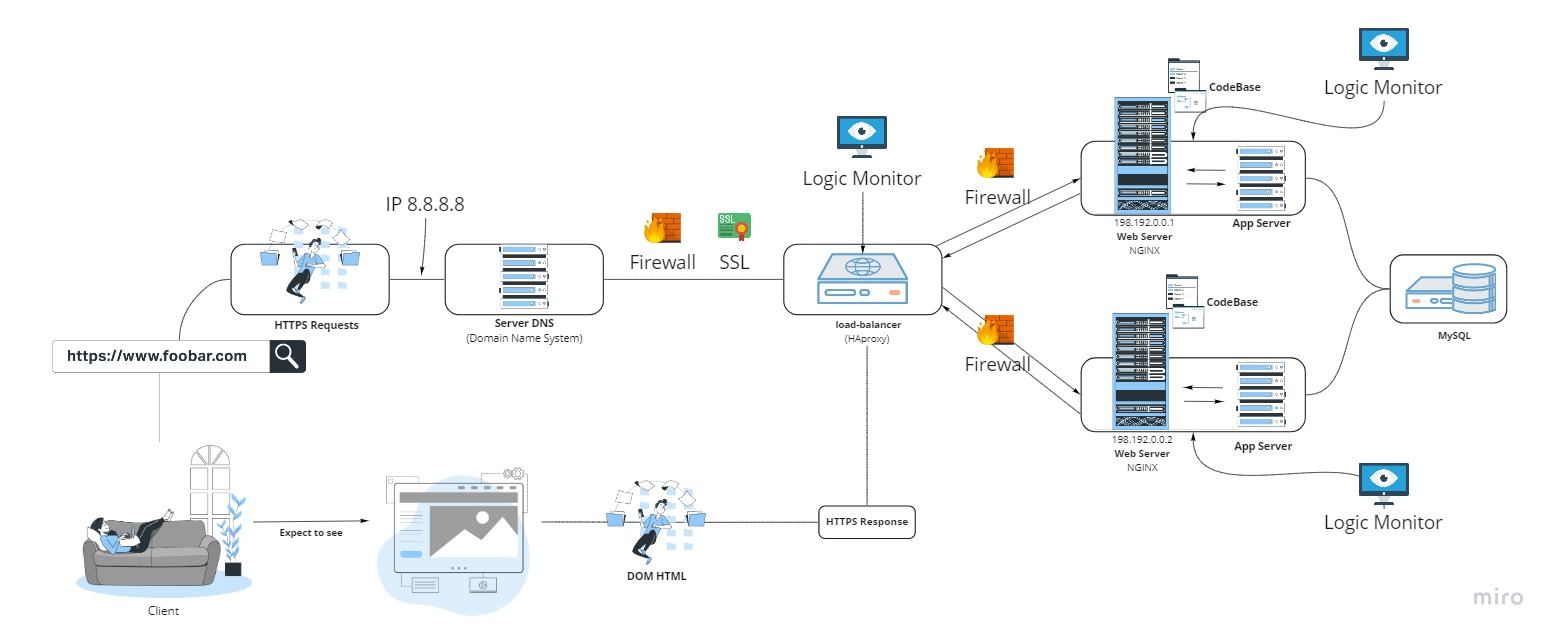 Logic Monitor
CodeBase
Logic Monitor
Firewall
IP 8.8.8.8
Firewall
SSL
SSL
198.192.0.0.1
Web Server
NGINX
App Server
HTTPS Requests
Server DNS
(Domain Name System)
load-balancer
(HAproxy)
CodeBase
MySQL
https://www.foobar.com
Firewall
198.192.0.0.2
Web Server
NGINX
App Server
Logic Monitor
HTTPS Response
Expect to see
DOM HTML
Client
miro